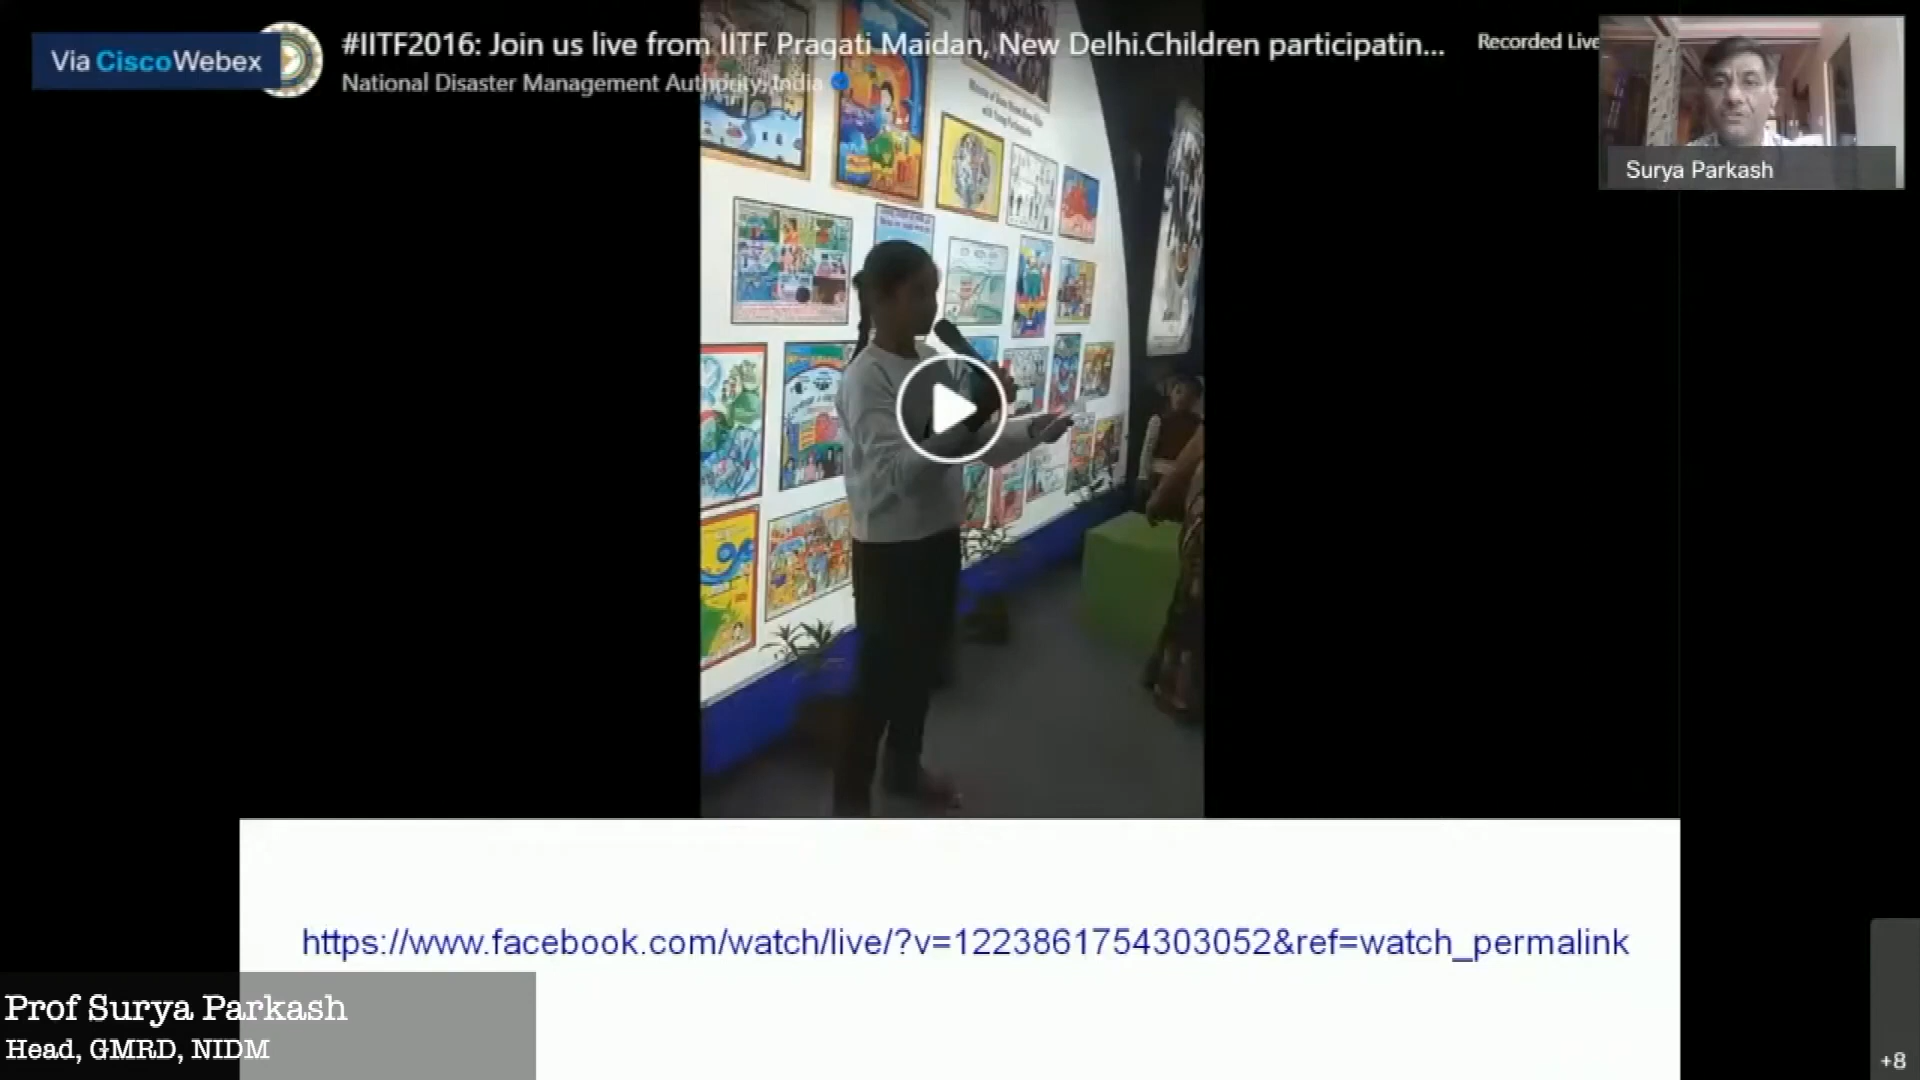 Via CiscoWebex
#IITF2016: Join us live from IITF Pragati Maidan, New Delhi.Children participatin...
National Disaster Management Authority, India
Recorded Live
Surya Parkash
https://www.facebook.com/watch/live/?v=1223861754303052&ref=watch_permalink
Prof Surya Parkash
Head, GMRD, NIDM
+8